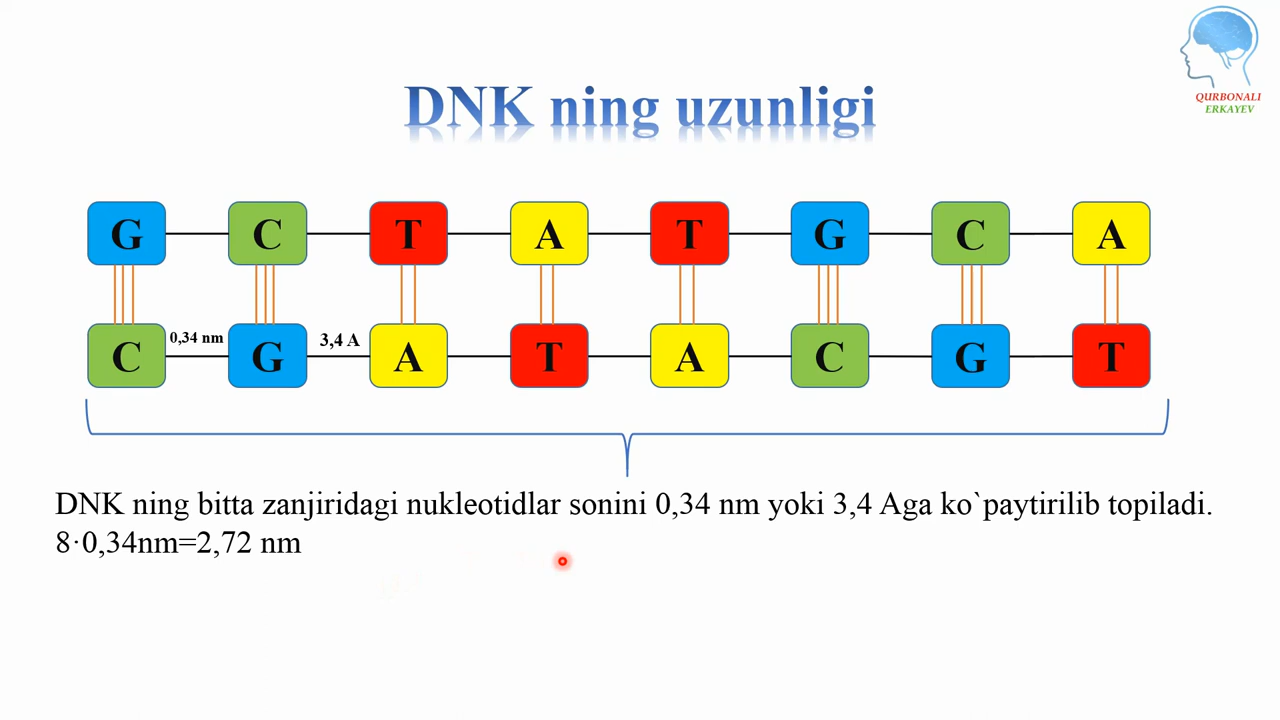 QURBONALI
ERKAYEV
DNK ning uzunligi
G C T A T G C A
0,34 nm 3,4 A
C G A T A C G T
DNK ning bitta zanjiridagi nukleotidlar sonini 0,34 nm yoki 3,4 Aga ko`paytirilib topiladi.
8·0,34nm=2,72 nm